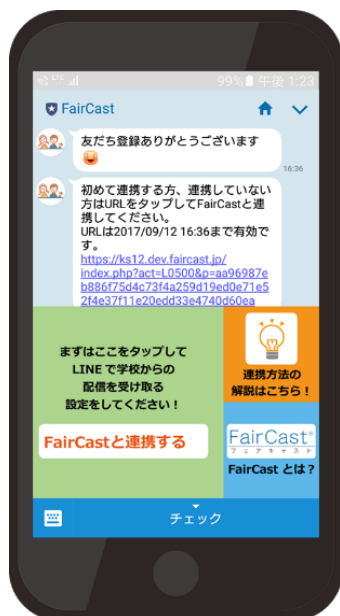 LTE 99% 午後 1:23
FairCast
友だち登録ありがとうござ
います
16:36
初めて連携する方、連携していない
方はURLをタップしてFairCastと連
携してください。
URLは2017/09/12 16:36まで有効で
す。
https://ks12.dev.faircast.jp/
index.php?act=L0500&p=aa96987e
b886f75d4c73f4a259d19ed0e71e5
2f4e37f11e20edd33e4740d60ea
まずはここをタップして
LINE で学校からの
配信を受け取る
設定をしてください！
FairCastと連携する
連携方法の
解説はこちら！
FairCast®
フェアキャスト
FairCast とは？
チェック